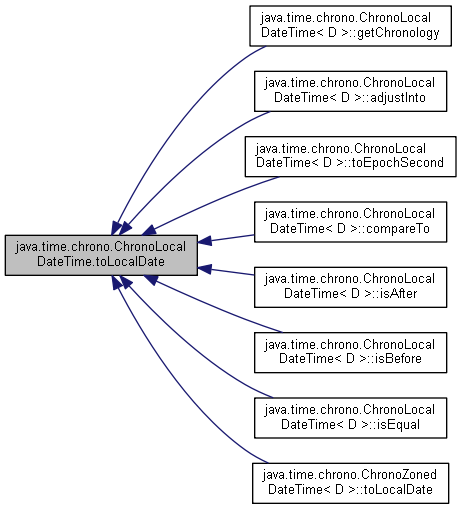 java.time.chrono.ChronoLocal
DateTime< D >::getChronology
java.time.chrono.ChronoLocal
DateTime< D >::adjustInto
java.time.chrono.ChronoLocal
DateTime< D >::toEpochSecond
java.time.chrono.ChronoLocal
DateTime< D >::compareTo
java.time.chrono.ChronoLocal
DateTime.toLocalDate
java.time.chrono.ChronoLocal
DateTime< D >::isAfter
java.time.chrono.ChronoLocal
DateTime< D >::isBefore
java.time.chrono.ChronoLocal
DateTime< D >::isEqual
java.time.chrono.ChronoZoned
DateTime< D >::toLocalDate